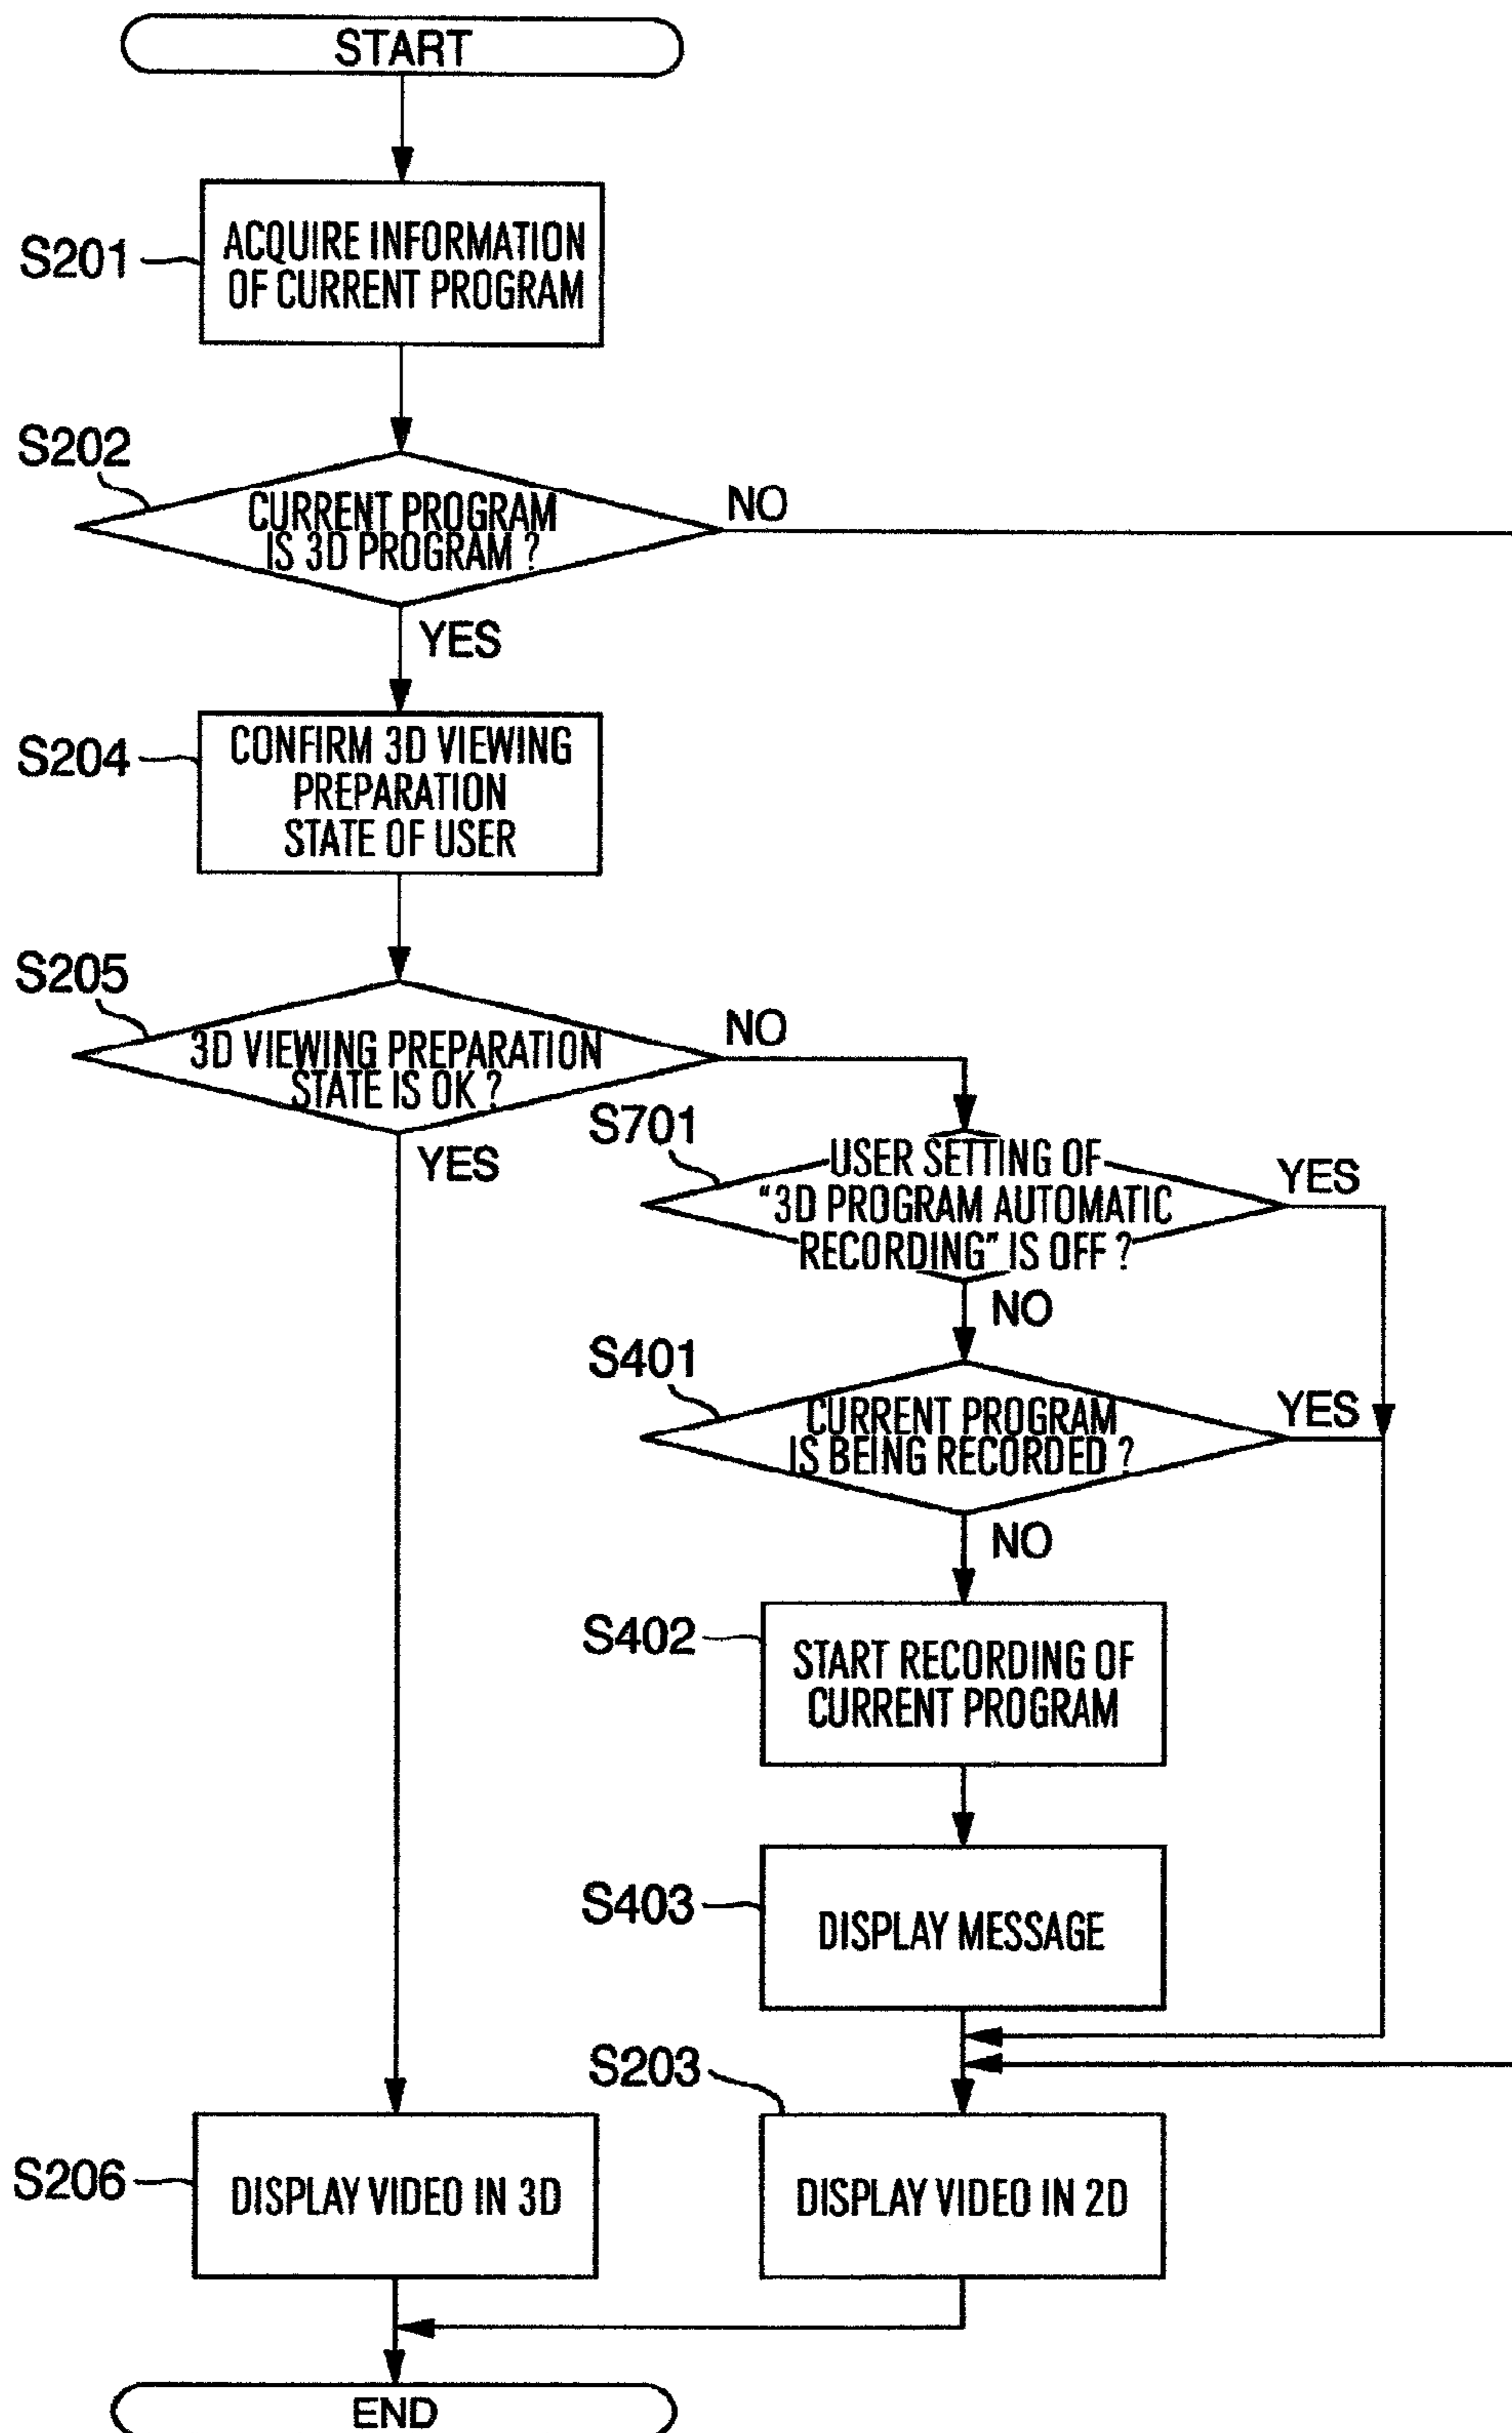 START
S201
ACQUIRE INFORMATION
OF CURRENT PROGRAM
S202
CURRENT PROGRAM
IS 3D PROGRAM ?
NO
YES
S204
CONFIRM 3D VIEWING
PREPARATION
STATE OF USER
S205
3D VIEWING PREPARATION
STATE IS OK ?
NO
YES
S701
USER SETTING OF
"3D PROGRAM AUTOMATIC
RECORDING" IS OFF ?
YES
NO
S401
CURRENT PROGRAM
IS BEING RECORDED ?
YES
NO
S402
START RECORDING OF
CURRENT PROGRAM
S403
DISPLAY MESSAGE
S203
DISPLAY VIDEO IN 2D
S206
DISPLAY VIDEO IN 3D
END